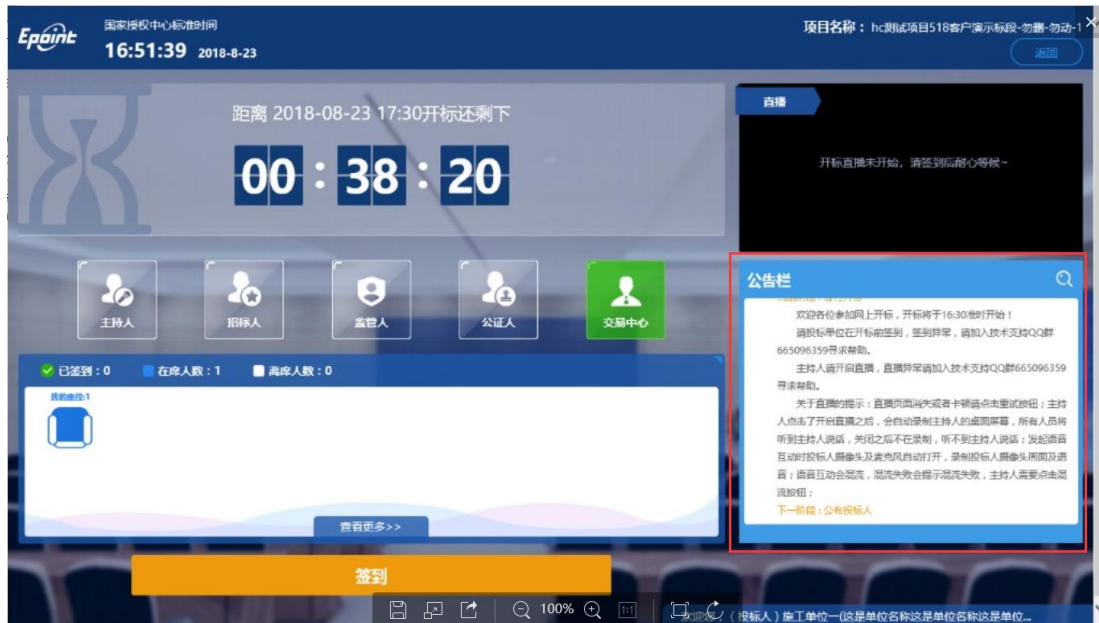 Epoint
国家授权中心标准时间
16:51:39 2018-8-23
项目名称：hc测试项目518客户演示标段-勿删-勿动-1
返回
距离 2018-08-23 17:30开标还剩下
00 : 38 : 20
直播
开标直播未开始，请签到后耐心等候~
主持人
招标人
监管人
公证人
交易中心
公告栏
欢迎各位参加网上开标，开标将于16:30准时开始！
请投标单位在开标前签到，签到异常，请加入技术支持QQ群
665096359寻求帮助。
主持人请开启直播，直播异常请加入技术支持QQ群665096359
寻求帮助。
关于直播的提示：直播页面消失或者卡顿请点击重试按钮；主持
人点击了开启直播之后，会自动录制主持人的桌面屏幕，所有人员将
听到主持人说话，关闭之后不在录制，听不到主持人说话；发起语音
互动时投标人摄像头及麦克风自动打开，录制投标人摄像头画面及语
音；语音互动会混流，混流失败会提示混流失败，主持人需要点击混
流按钮；
下一阶段：公布投标人
已签到：0
在席人数：1
离席人数：0
我的座位:1
查看更多>>
签到
100%
1:1
（投标人）施工单位一(这是单位名称这是单位名称这是单位...